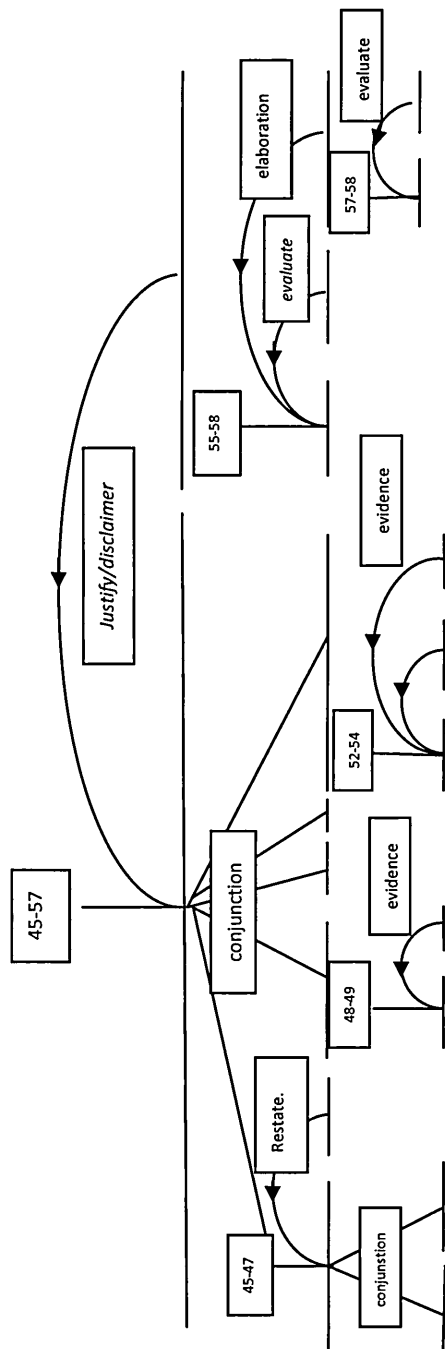 45-57
Justify/disclaimer
45-47
Restate.
conjunction
55-58
evaluate
elaboration
conjunstion
48-49
evidence
52-54
evidence
57-58
evaluate